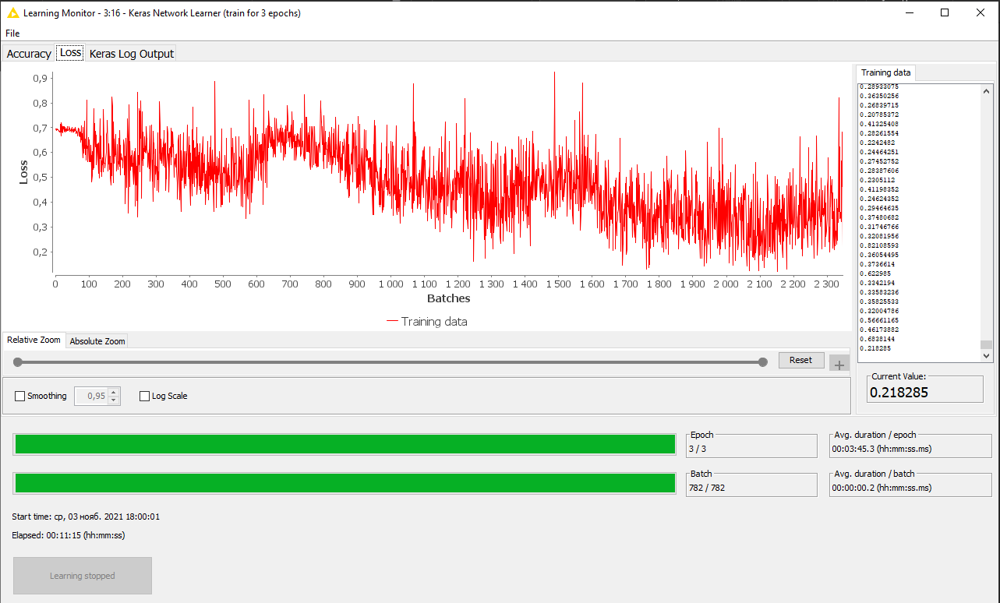 Learning Monitor - 3:16 - Keras Network Learner (train for 3 epochs)
File
Accuracy Loss Keras Log Output
0,9
0,8
0,7
0,6
0,5
0,4
0,3
0,2
Loss
0 100 200 300 400 500 600 700 800 900 1 000 1 100 1 200 1 300 1 400 1 500 1 600 1 700 1 800 1 900 2 000 2 100 2 200 2 300
Batches
Training data
Training data
0.28933075
0.36350256
0.26839715
0.20785372
0.41325408
0.28261554
0.2242482
0.24464251
0.27452752
0.28387606
0.2305112
0.41198352
0.24624352
0.29464635
0.37480682
0.31746766
0.32081956
0.82108593
0.36054495
0.3736614
0.622985
0.3342194
0.33583236
0.35825533
0.32004786
0.56661165
0.46173882
0.6838144
0.218285
Current Value:
0.218285
Relative Zoom Absolute Zoom
Reset +
Smoothing 0,95 Log Scale
Epoch
3 / 3
Avg. duration / epoch
00:03:45.3 (hh:mm:ss.ms)
Batch
782 / 782
Avg. duration / batch
00:00:00.2 (hh:mm:ss.ms)
Start time: ср, 03 нояб. 2021 18:00:01
Elapsed: 00:11:15 (hh:mm:ss)
Learning stopped